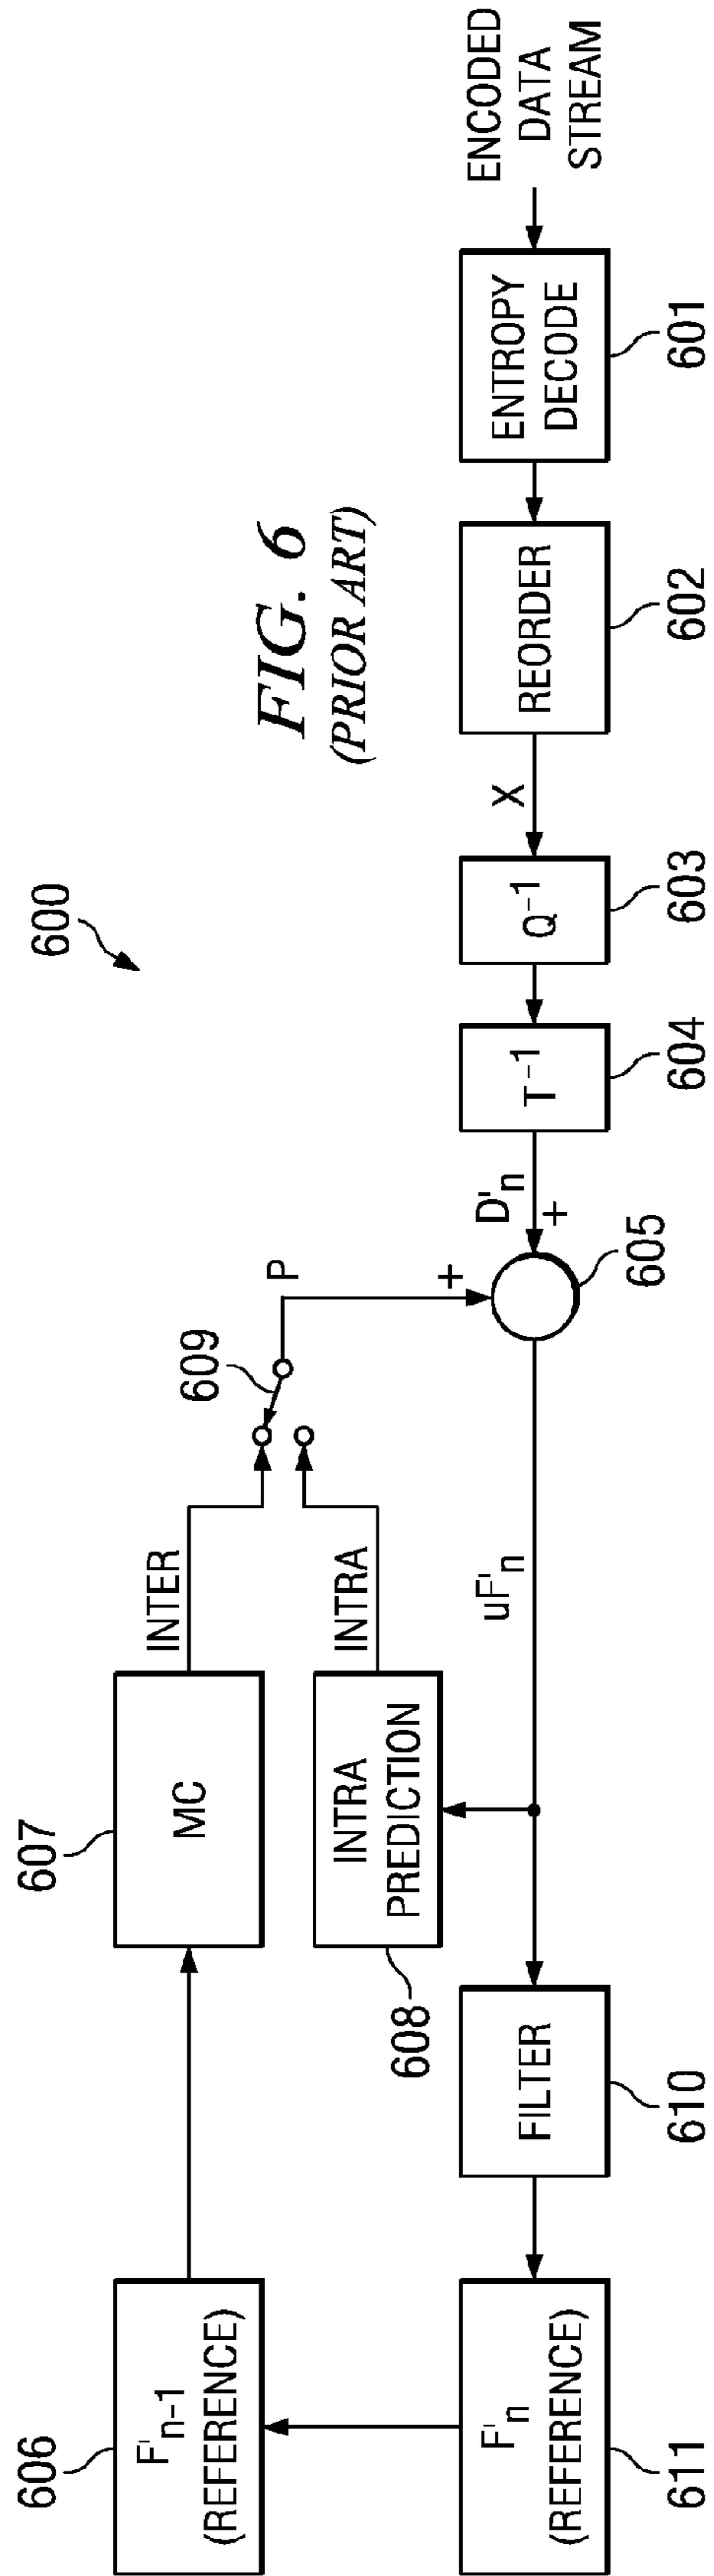 600
FIG. 6
(PRIOR ART)
606
F'n-1
(REFERENCE)
607
MC
INTER
609
P
+
608
INTRA
PREDICTION
INTRA
611
F'n
(REFERENCE)
610
FILTER
uF'n
605
D'n
+
604
T⁻¹
603
Q⁻¹
X
602
REORDER
601
ENTROPY
DECODE
ENCODED
DATA
STREAM